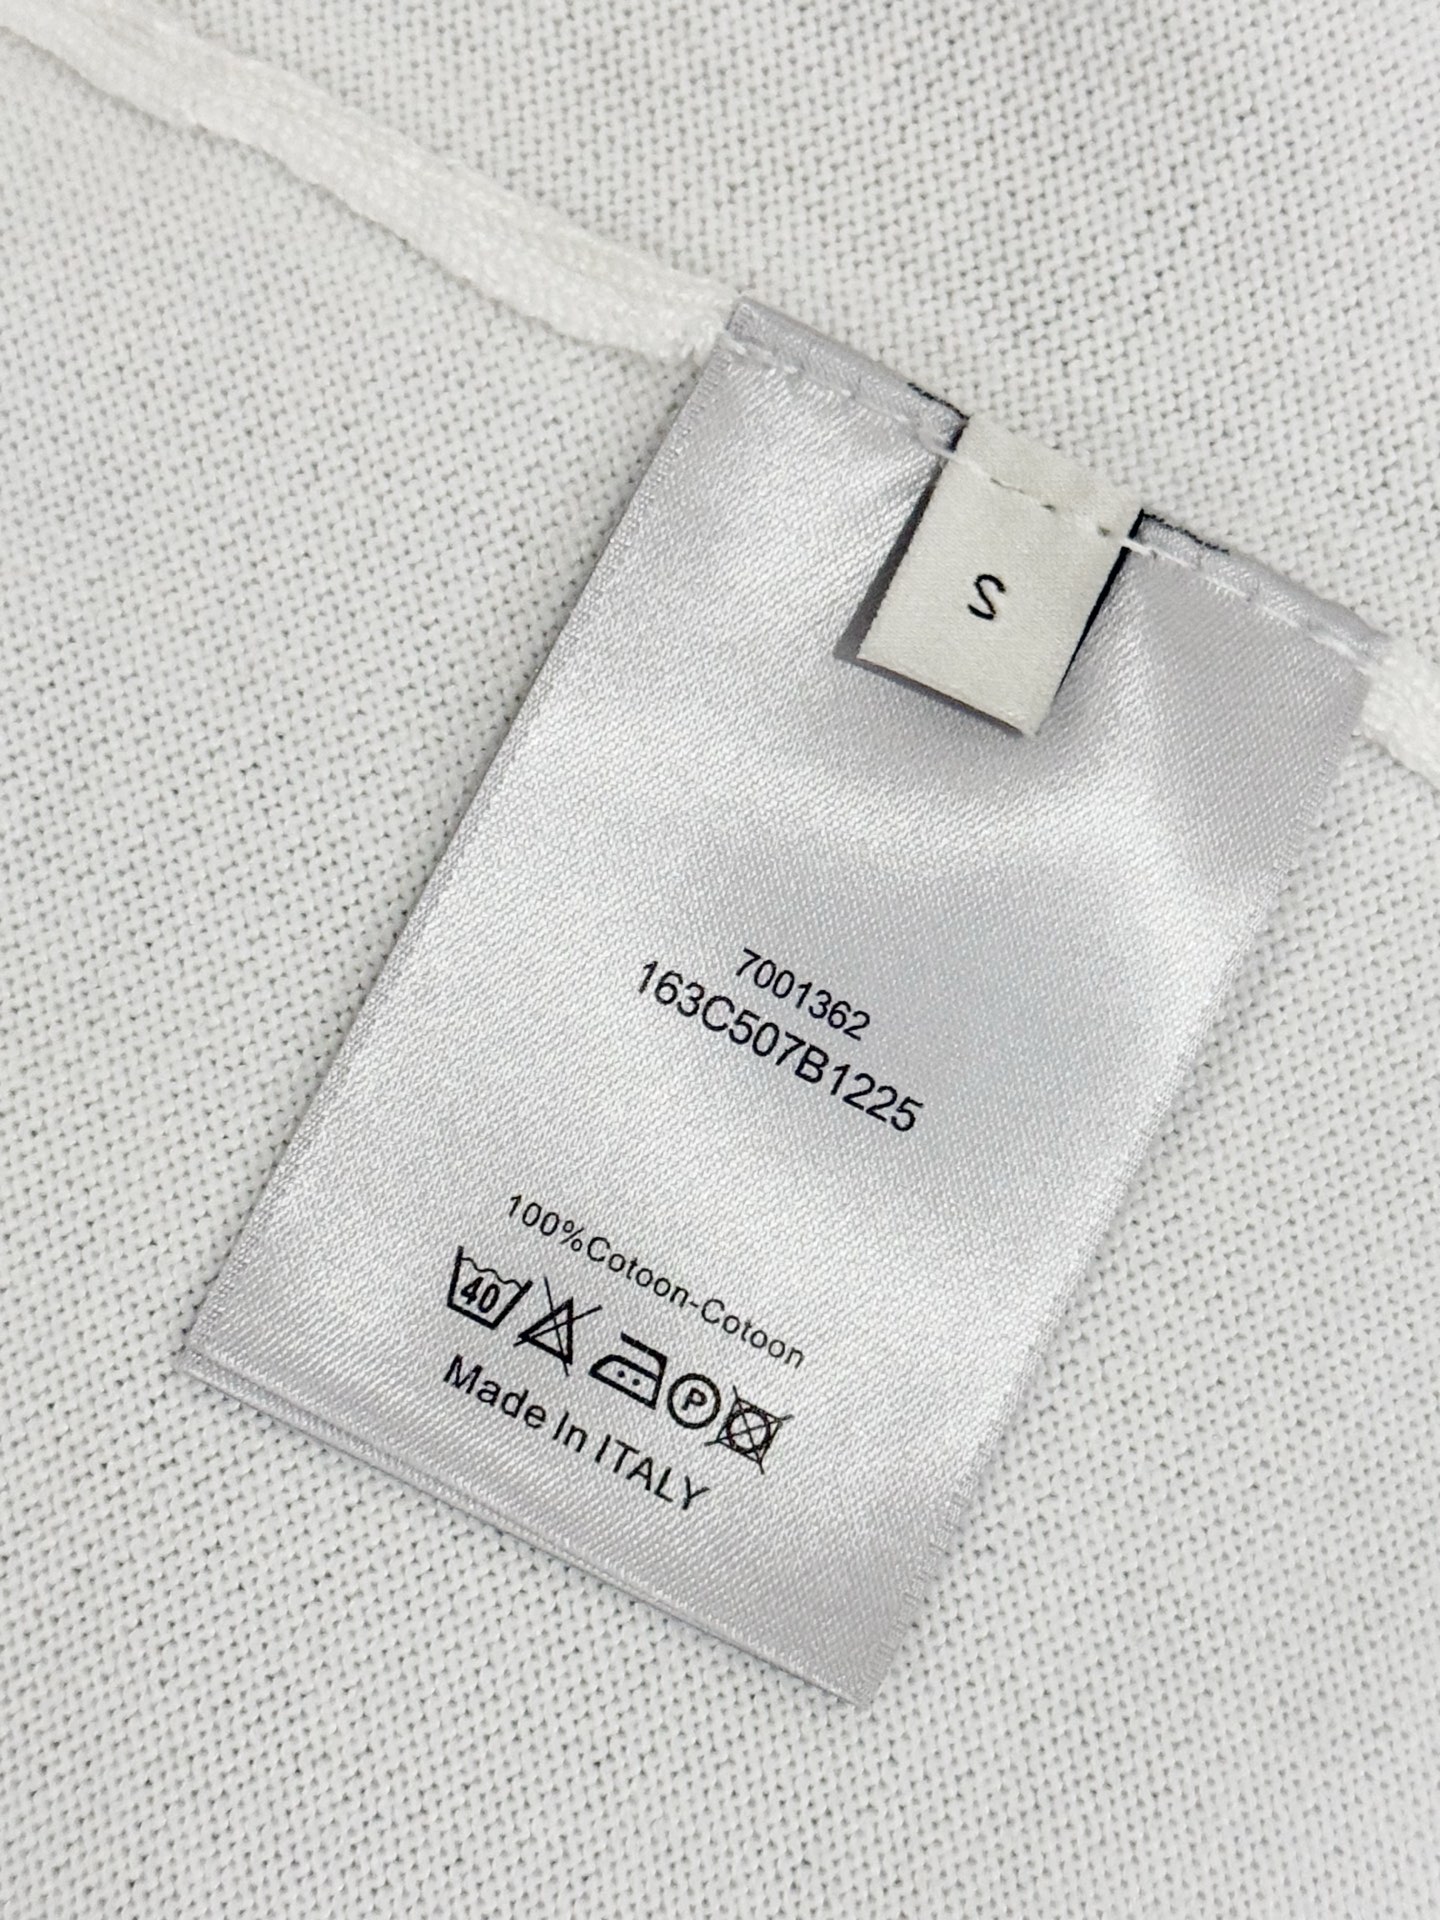 S
7001362
163C507B1225
100%Cotoon-Cotoon
40 P
Made In ITALY